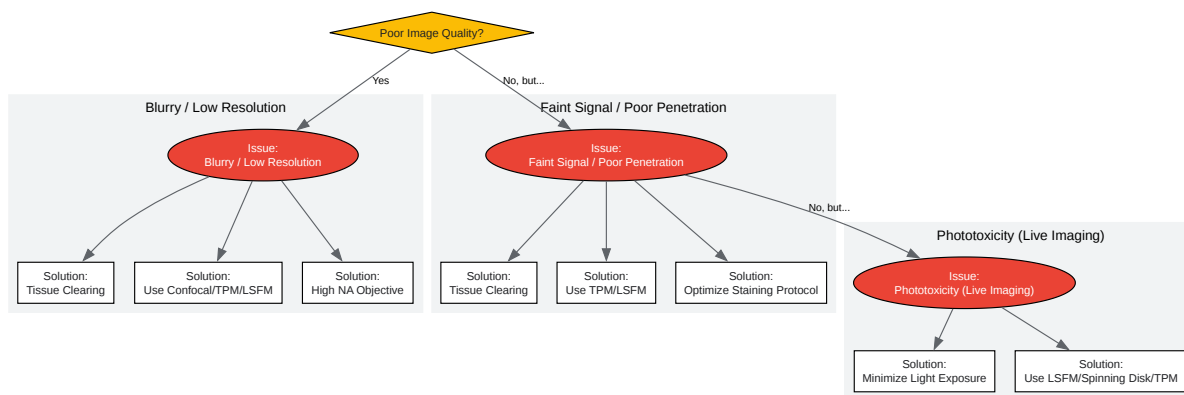 Poor Image Quality?
Yes
No, but...
Blurry / Low Resolution
Issue:
Blurry / Low Resolution
Solution:
Tissue Clearing
Solution:
Use Confocal/TPM/LSFM
Solution:
High NA Objective
Faint Signal / Poor Penetration
Issue:
Faint Signal / Poor Penetration
Solution:
Tissue Clearing
Solution:
Use TPM/LSFM
Solution:
Optimize Staining Protocol
No, but...
Phototoxicity (Live Imaging)
Issue:
Phototoxicity (Live Imaging)
Solution:
Minimize Light Exposure
Solution:
Use LSFM/Spinning Disk/TPM